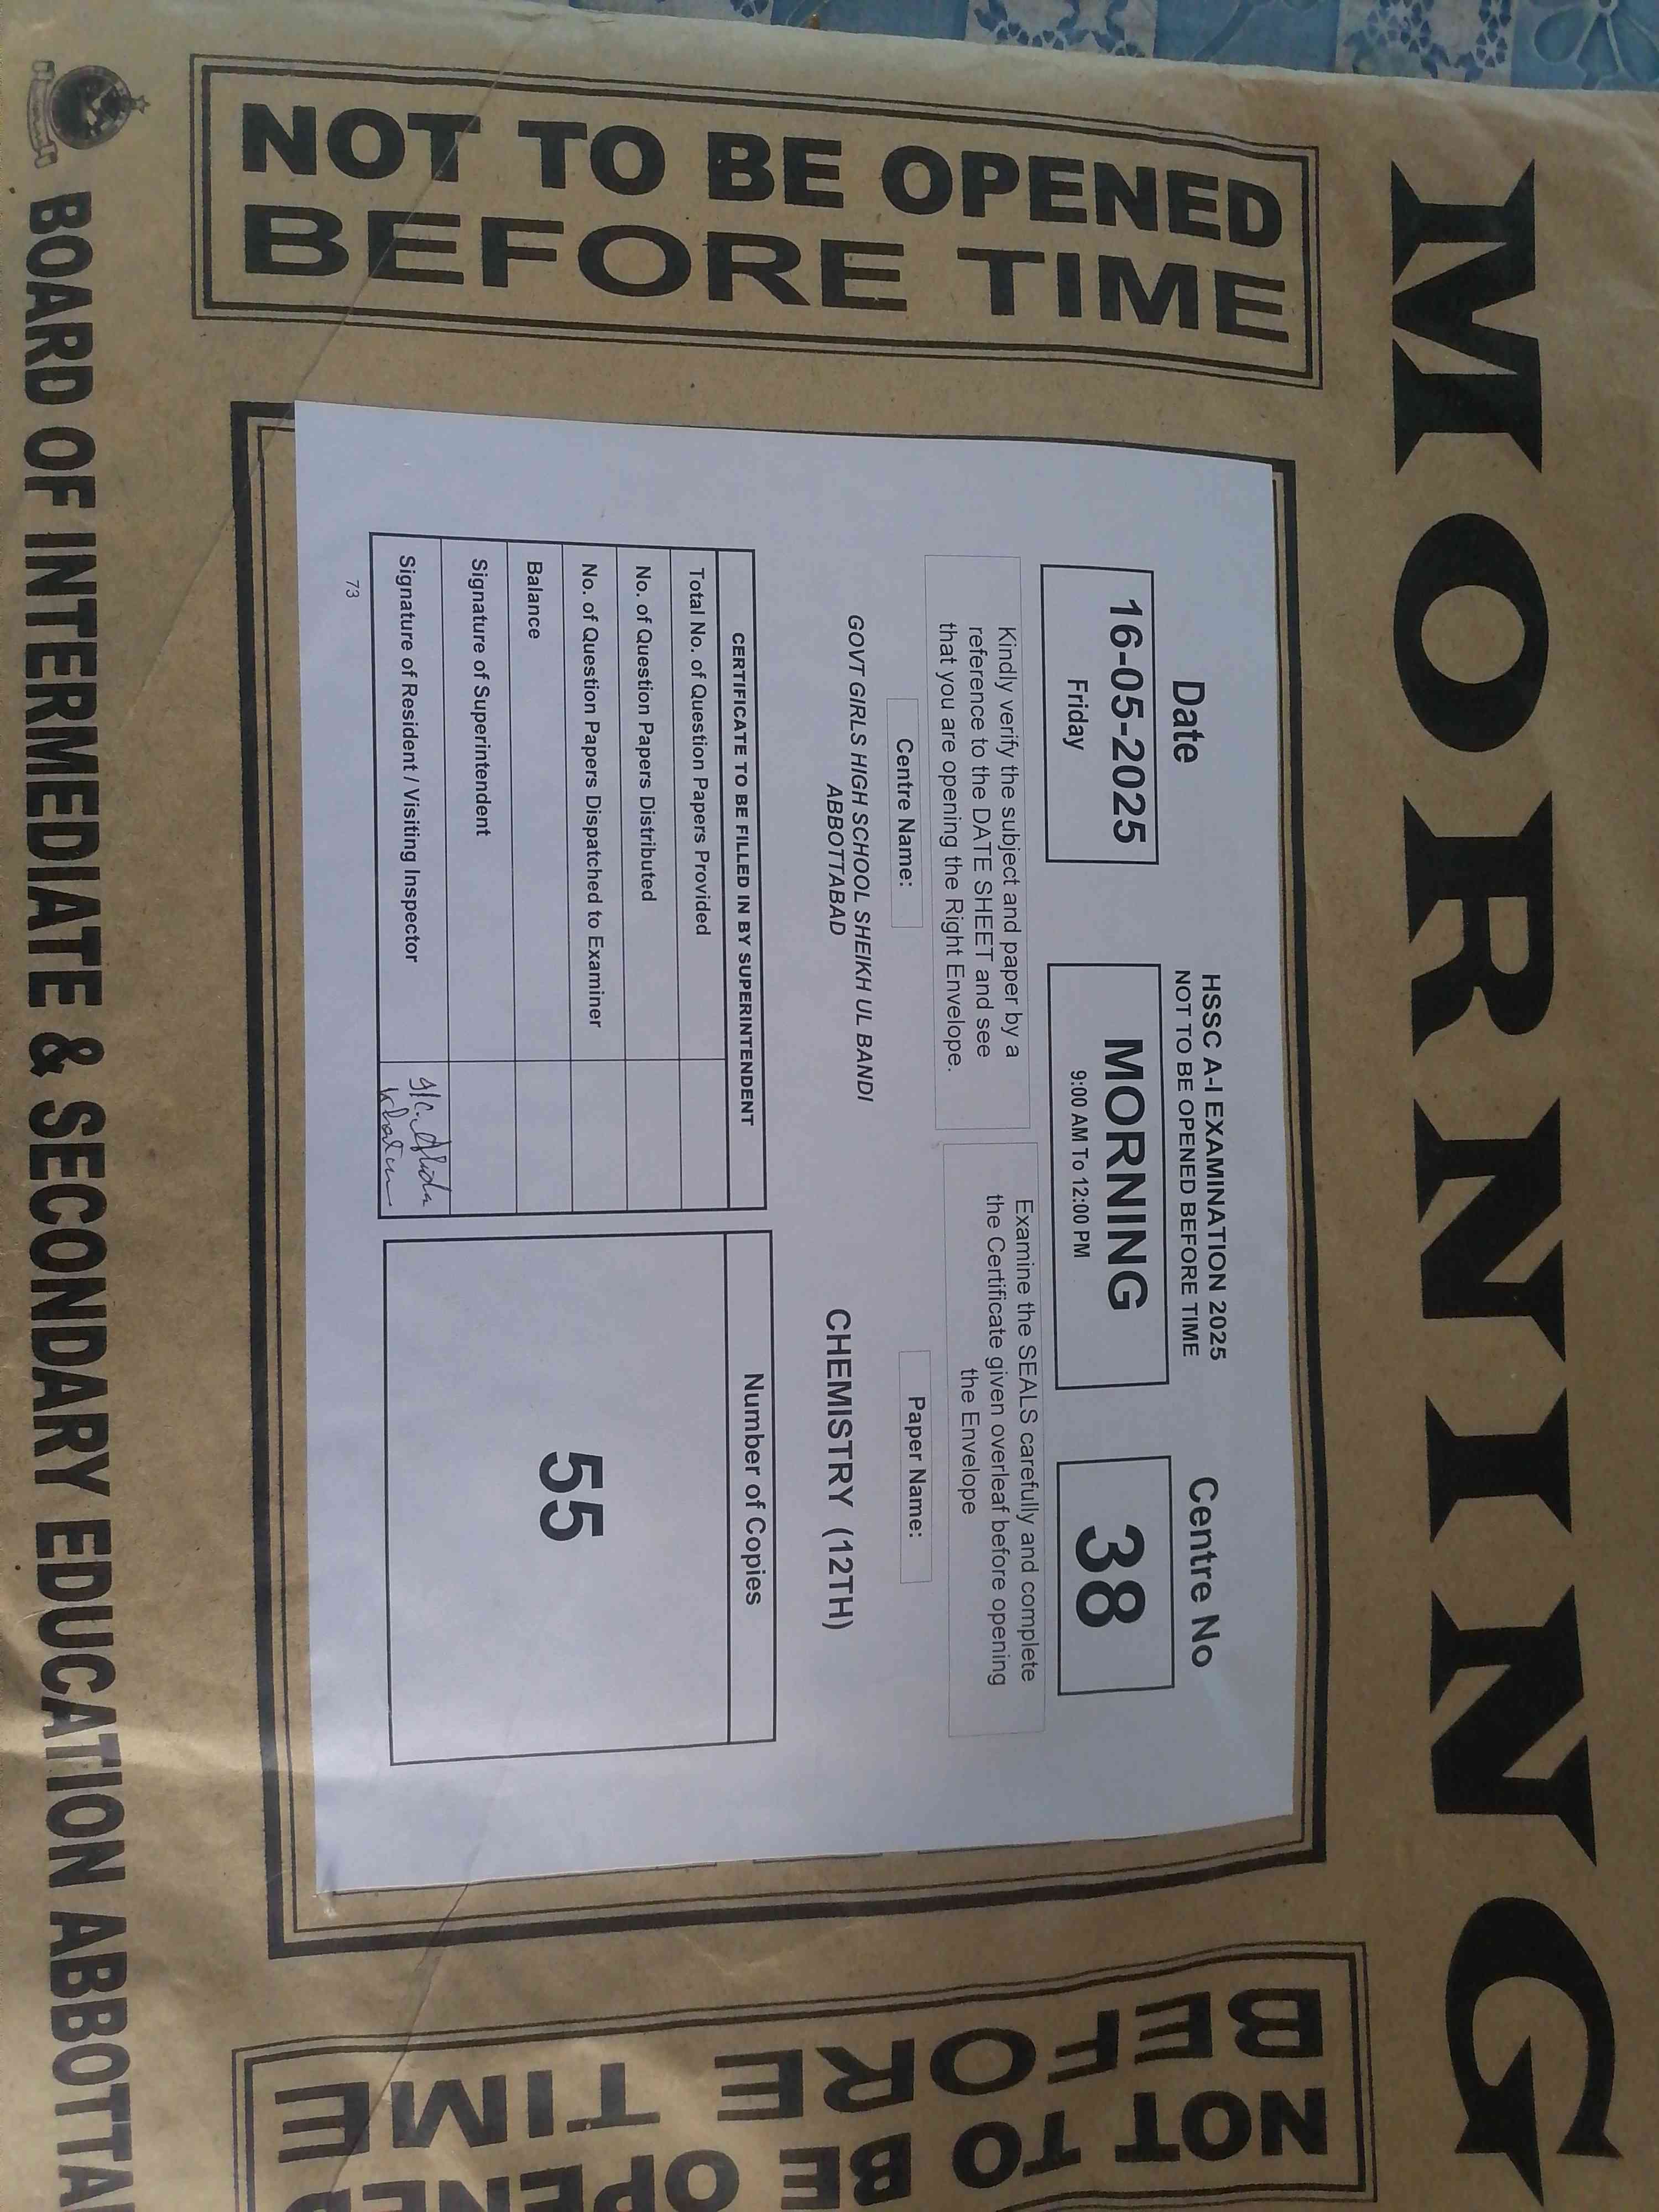 MORNING
NOT TO BE OPENED
BEFORE TIME
HSSC A-I EXAMINATION 2025
NOT TO BE OPENED BEFORE TIME
Date
Centre No
16-05-2025
Friday
MORNING
9:00 AM To 12:00 PM
38
Kindly verify the subject and paper by a
reference to the DATE SHEET and see
that you are opening the Right Envelope.
Examine the SEALS carefully and complete
the Certificate given overleaf before opening
the Envelope
Centre Name:
Paper Name:
GOVT GIRLS HIGH SCHOOL SHEIKH UL BANDI
ABBOTTABAD
CHEMISTRY (12TH)
CERTIFICATE TO BE FILLED IN BY SUPERINTENDENT
Total No. of Question Papers Provided
No. of Question Papers Distributed
No. of Question Papers Dispatched to Examiner
Balance
Signature of Superintendent
Signature of Resident / Visiting Inspector
Number of Copies
55
73
NOT TO BE OPENED
BEFORE TIME
BOARD OF INTERMEDIATE & SECONDARY EDUCATION ABBOTTA